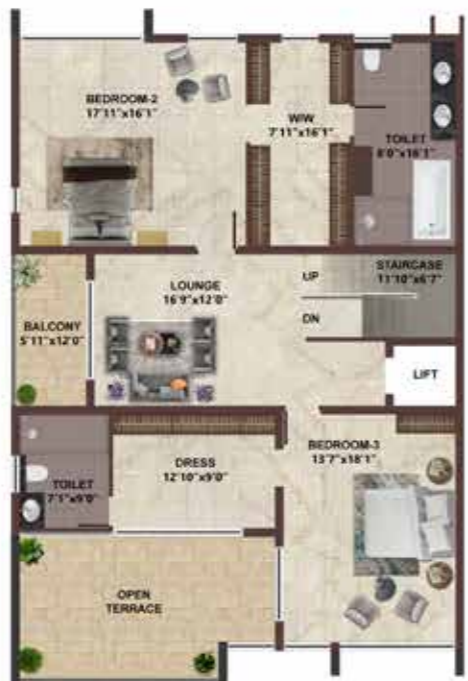 BEDROOM-2
17'11"x16'1"
W/W
7'11"x16'1"
TOILET
8'0"x16'1"
LOUNGE
16'9"x12'0"
UP
STAIRCASE
11'10"x6'7"
DN
BALCONY
5'11"x12'0"
LIFT
BEDROOM-3
13'7"x18'1"
DRESS
12'10"x9'0"
TOILET
7'1"x9'0"
OPEN
TERRACE